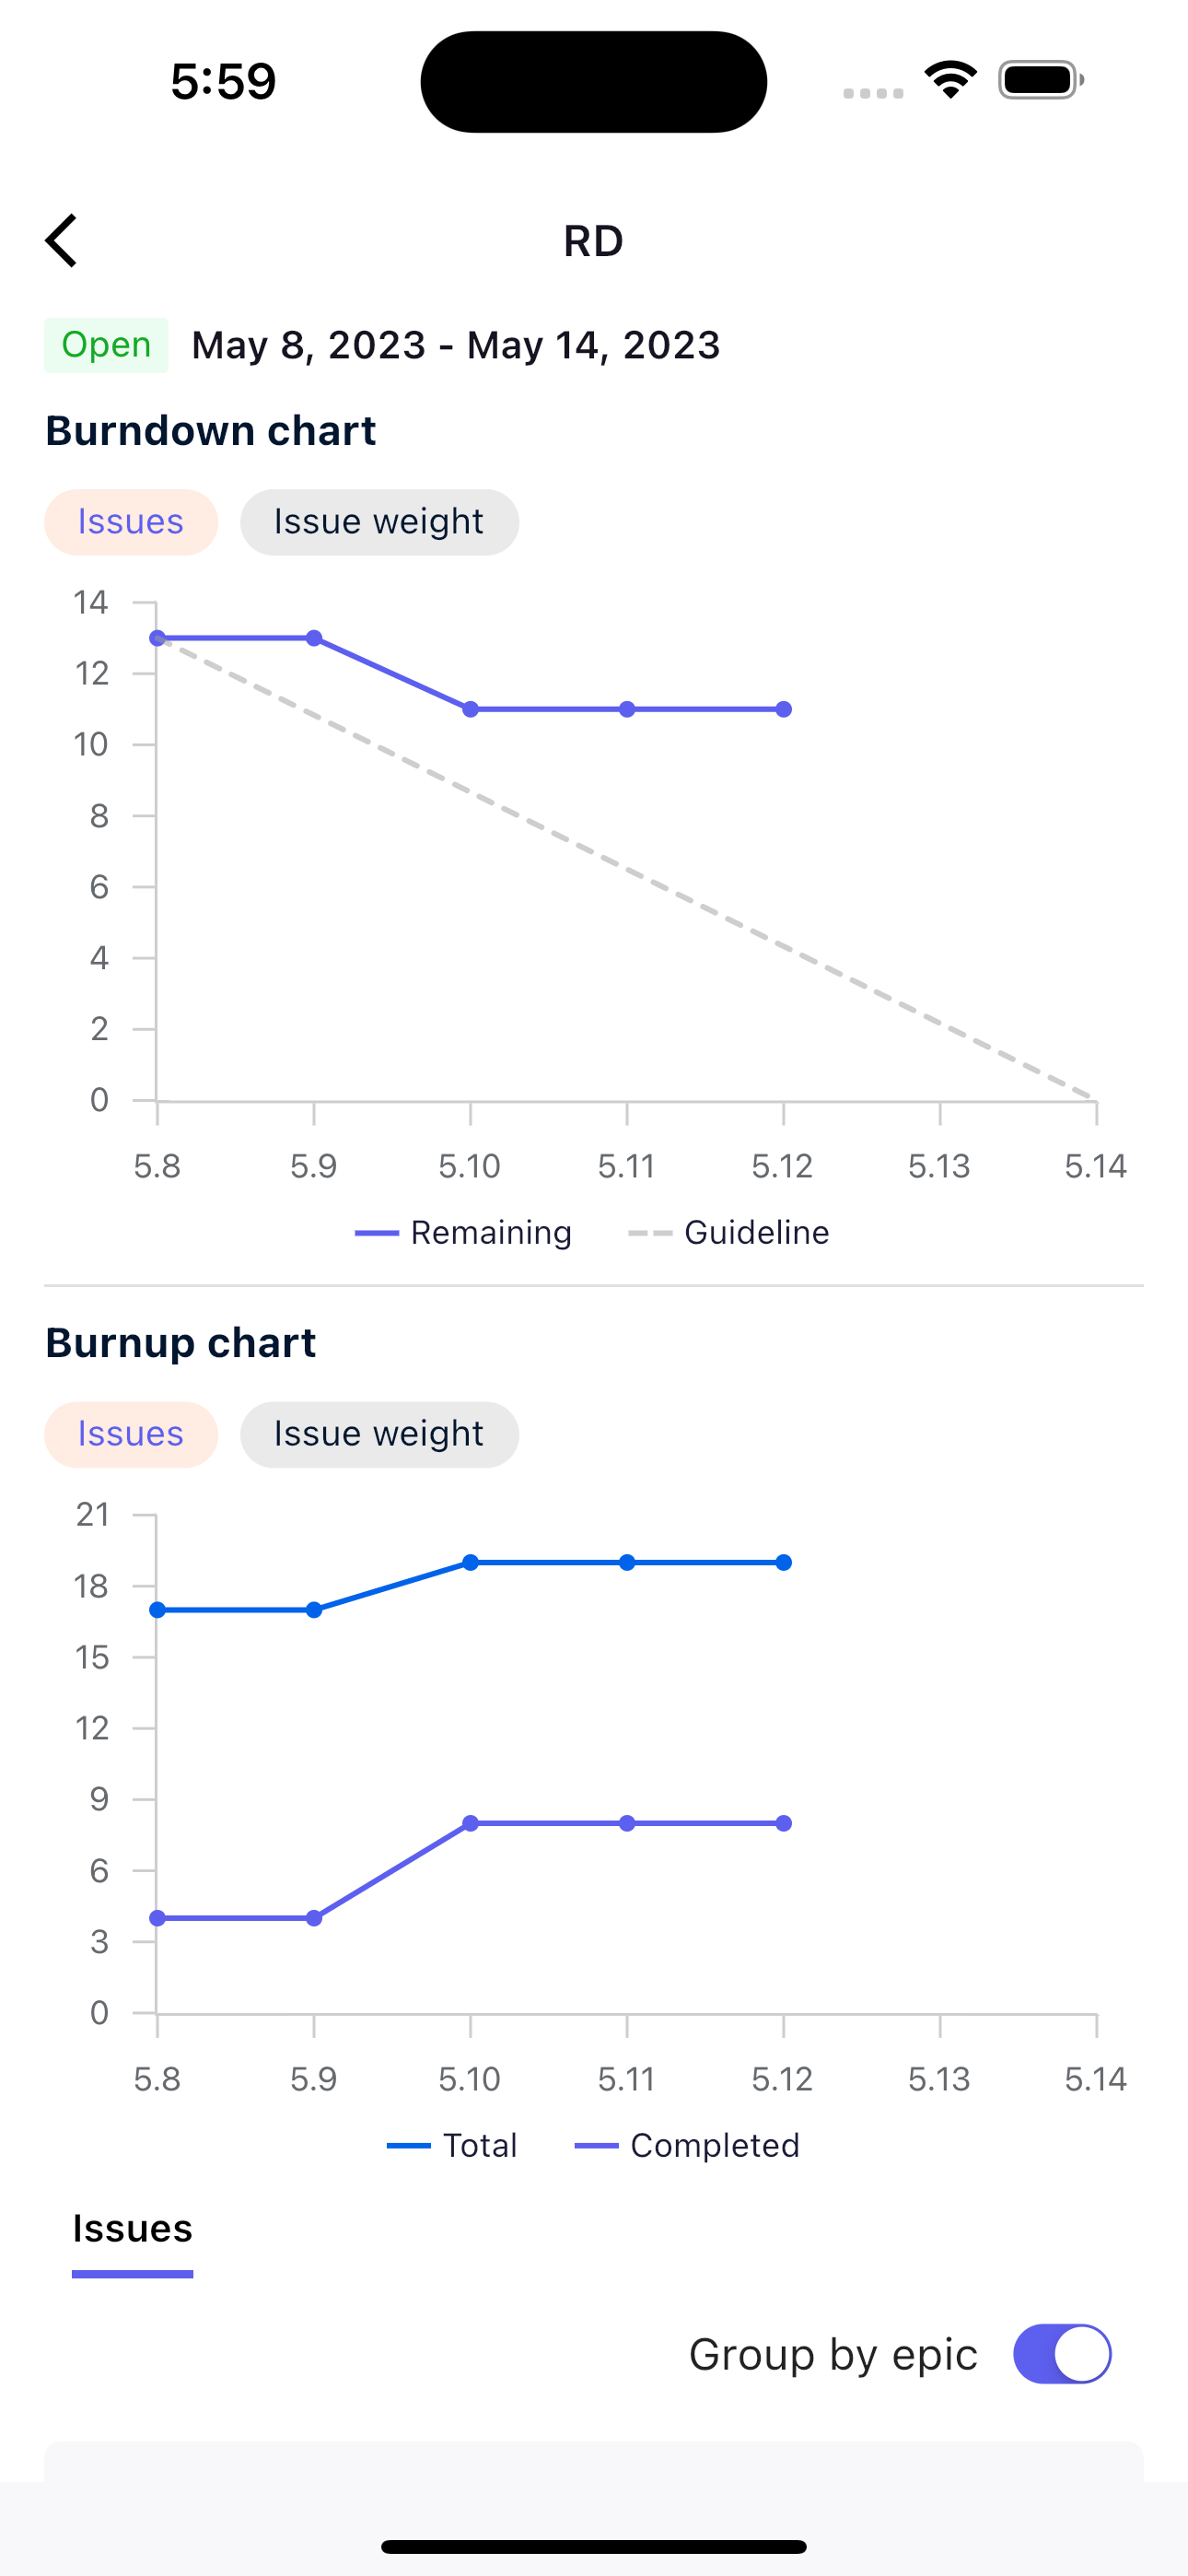 5:59
RD
Open May 8, 2023 - May 14, 2023
Burndown chart
Issues Issue weight
14
12
10
8
6
4
2
0
5.8 5.9 5.10 5.11 5.12 5.13 5.14
Remaining Guideline
Burnup chart
Issues Issue weight
21
18
15
12
9
6
3
0
5.8 5.9 5.10 5.11 5.12 5.13 5.14
Total Completed
Issues
Group by epic